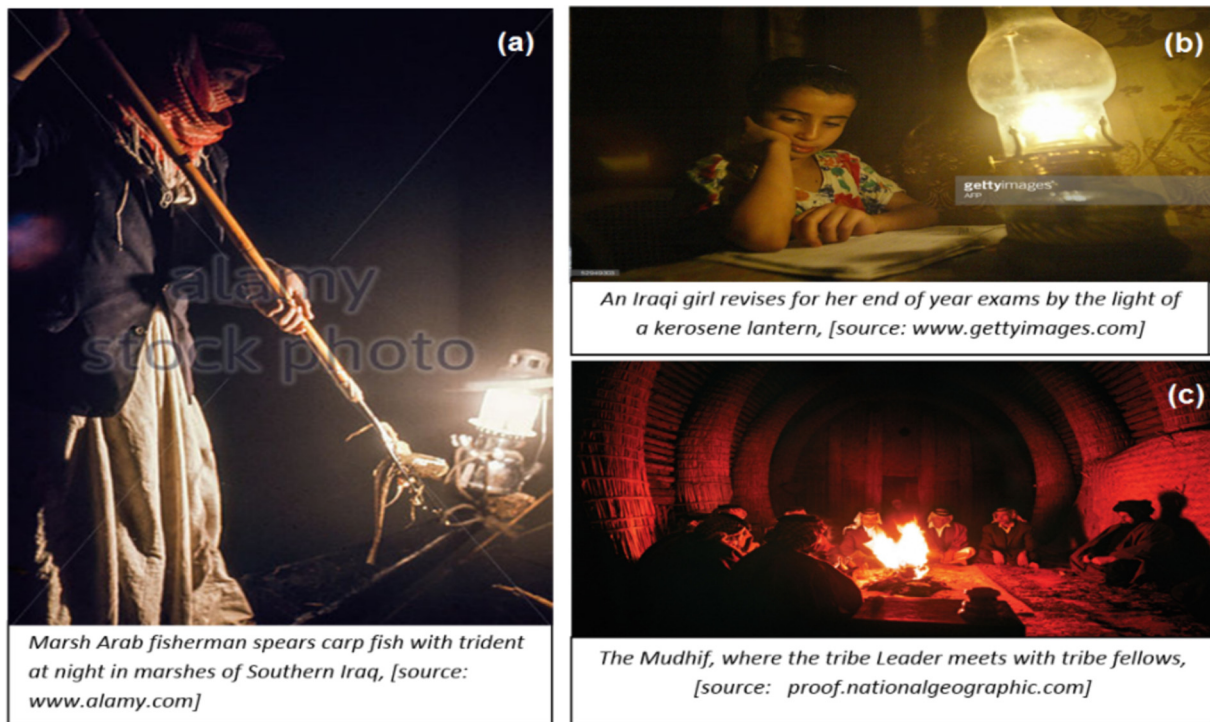 (a)
alamy
stock photo
Marsh Arab fisherman spears carp fish with trident
at night in marshes of Southern Iraq, [source:
www.alamy.com]
(b)
gettyimages
AFP
An Iraqi girl revises for her end of year exams by the light of
a kerosene lantern, [source: www.gettyimages.com]
(c)
The Mudhif, where the tribe Leader meets with tribe fellows,
[source: proof.nationalgeographic.com]